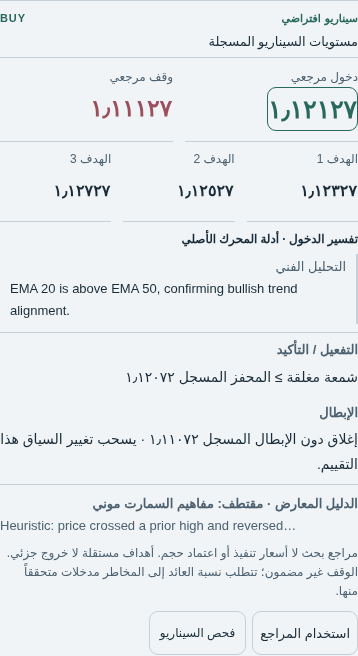 سيناريو افتراضي
BUY
مستويات السيناريو المسجلة
دخول مرجعي
وقف مرجعي
١٫١٢١٢٧
١٫١١١٢٧
الهدف 1
الهدف 2
الهدف 3
١٫١٢٣٢٧
١٫١٢٥٢٧
١٫١٢٧٢٧
تفسير الدخول · أدلة المحرك الأصلي
التحليل الفني
EMA 20 is above EMA 50, confirming bullish trend
alignment.
التفعيل / التأكيد
شمعة مغلقة ≥ المحفز المسجل ١٫١٢٠٧٢
الإبطال
إغلاق دون الإبطال المسجل ١٫١١٠٧٢ · يسحب تغيير السياق هذا
التقييم.
الدليل المعارض · مقتطف: مفاهيم السمارت موني
Heuristic: price crossed a prior high and reversed…
مراجع بحث لا أسعار تنفيذ أو اعتماد حجم. أهداف مستقلة لا خروج جزئي.
الوقف غير مضمون؛ تتطلب نسبة العائد إلى المخاطر مدخلات متحققاً
منها.
استخدام المراجع
فحص السيناريو